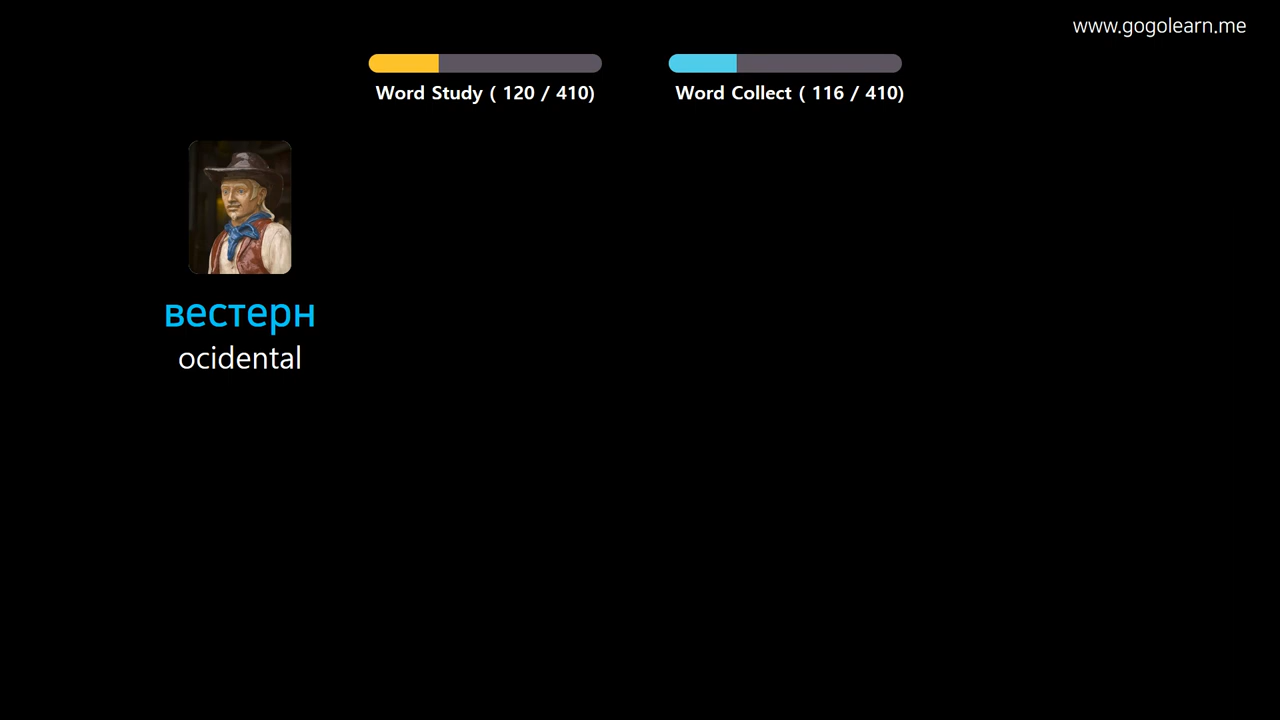 www.gogolearn.me
Word Study ( 120 / 410)
Word Collect ( 116 / 410)
вестерн
ocidental